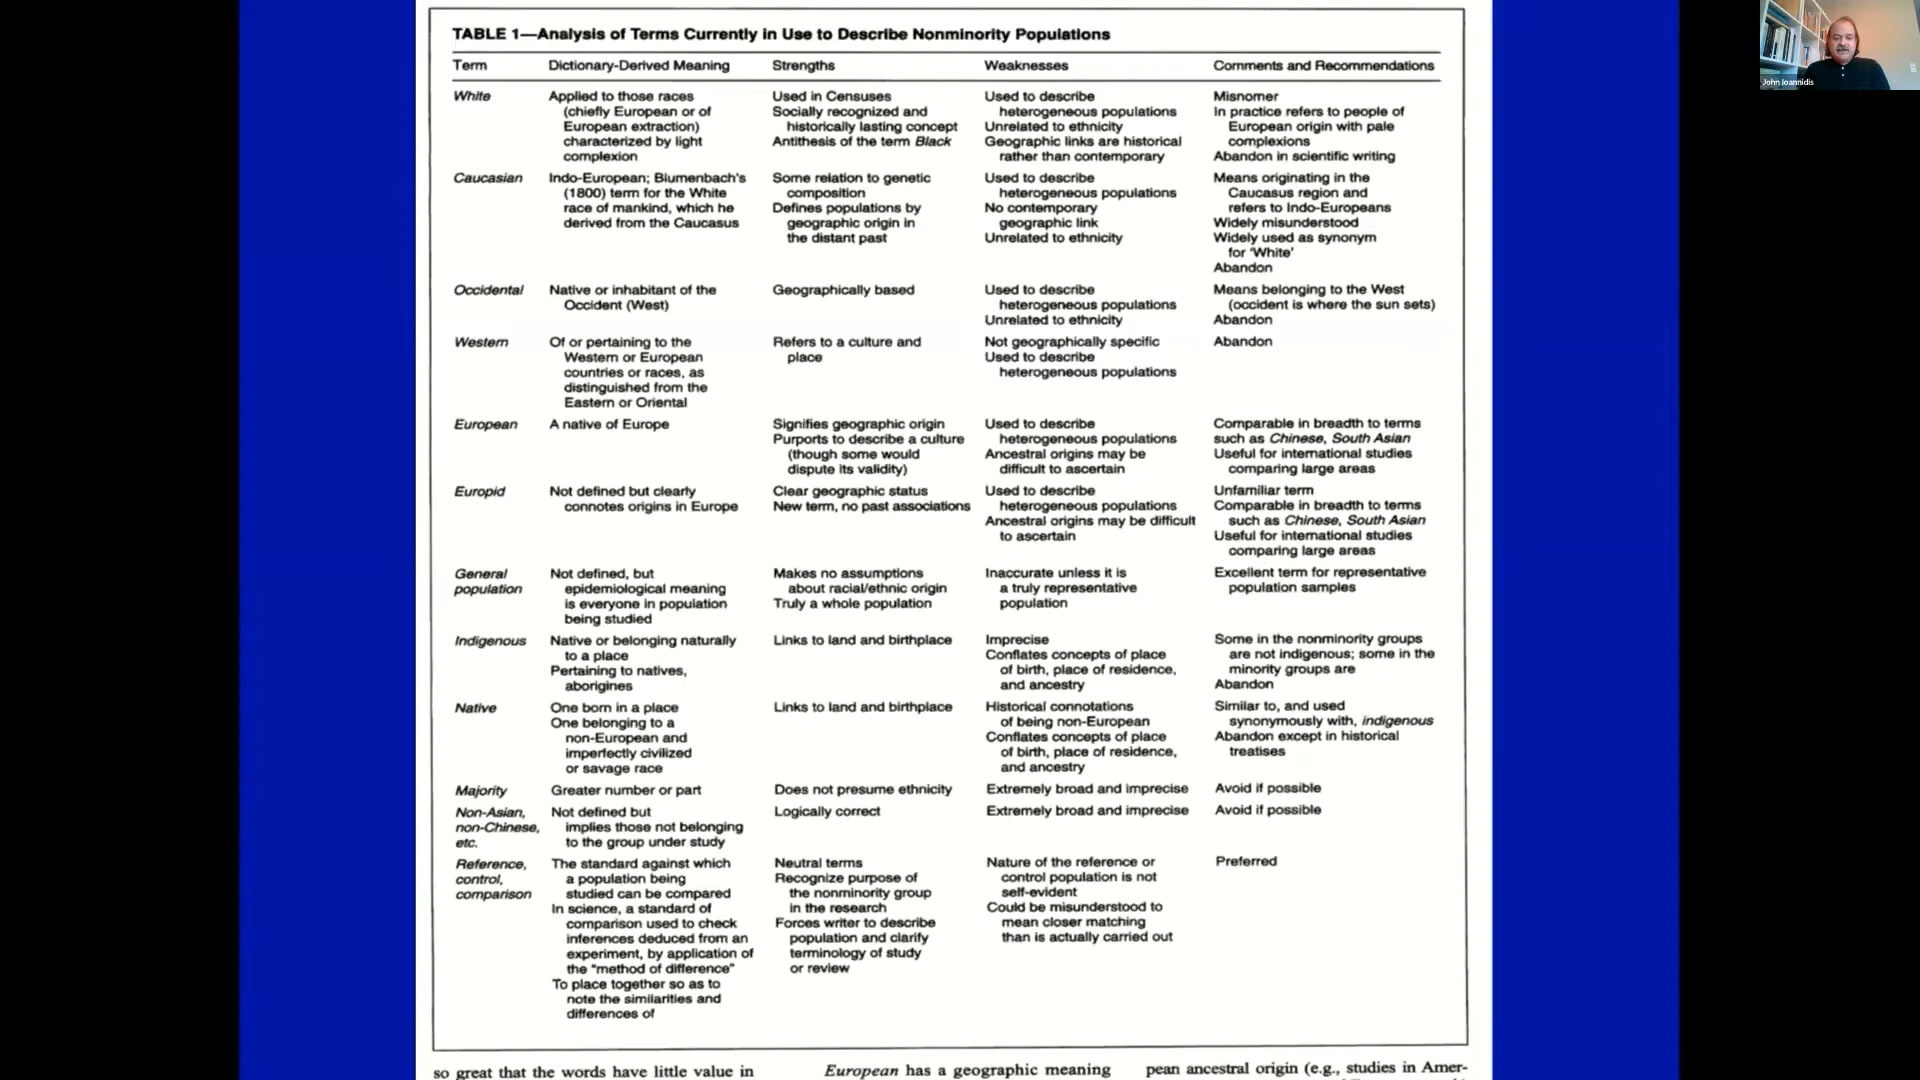 TABLE 1—Analysis of Terms Currently in Use to Describe Nonminority Populations
Term Dictionary-Derived Meaning Strengths Weaknesses Comments and Recommendations
White
Applied to those races
(chiefly European or of
European extraction)
characterized by light
complexion
Used in Censuses
Socially recognized and
historically lasting concept
Antithesis of the term Black
Used to describe
heterogeneous populations
Unrelated to ethnicity
Geographic links are historical
rather than contemporary
Misnomer
In practice refers to people of
European origin with pale
complexions
Abandon in scientific writing
Caucasian
Indo-European; Blumenbach's
(1800) term for the White
race of mankind, which he
derived from the Caucasus
Some relation to genetic
composition
Defines populations by
geographic origin in
the distant past
Used to describe
heterogeneous populations
No contemporary
geographic link
Unrelated to ethnicity
Means originating in the
Caucasus region and
refers to Indo-Europeans
Widely misunderstood
Widely used as synonym
for 'White'
Abandon
Occidental
Native or inhabitant of the
Occident (West)
Geographically based
Used to describe
heterogeneous populations
Unrelated to ethnicity
Means belonging to the West
(occident is where the sun sets)
Abandon
Western
Of or pertaining to the
Western or European
countries or races, as
distinguished from the
Eastern or Oriental
Refers to a culture and
place
Not geographically specific
Used to describe
heterogeneous populations
Abandon
European
A native of Europe
Signifies geographic origin
Purports to describe a culture
(though some would
dispute its validity)
Used to describe
heterogeneous populations
Ancestral origins may be
difficult to ascertain
Comparable in breadth to terms
such as Chinese, South Asian
Useful for international studies
comparing large areas
Europid
Not defined but clearly
connotes origins in Europe
Clear geographic status
New term, no past associations
Used to describe
heterogeneous populations
Ancestral origins may be difficult
to ascertain
Unfamiliar term
Comparable in breadth to terms
such as Chinese, South Asian
Useful for international studies
comparing large areas
General
population
Not defined, but
epidemiological meaning
is everyone in population
being studied
Makes no assumptions
about racial/ethnic origin
Truly a whole population
Inaccurate unless it is
a truly representative
population
Excellent term for representative
population samples
Indigenous
Native or belonging naturally
to a place
Pertaining to natives,
aborigines
Links to land and birthplace
Imprecise
Conflates concepts of place
of birth, place of residence,
and ancestry
Some in the nonminority groups
are not indigenous; some in the
minority groups are
Abandon
Native
One born in a place
One belonging to a
non-European and
imperfectly civilized
or savage race
Links to land and birthplace
Historical connotations
of being non-European
Conflates concepts of place
of birth, place of residence,
and ancestry
Similar to, and used
synonymously with, indigenous
Abandon except in historical
treatises
Majority
Greater number or part
Does not presume ethnicity
Extremely broad and imprecise
Avoid if possible
Non-Asian,
non-Chinese,
etc.
Not defined but
implies those not belonging
to the group under study
Logically correct
Extremely broad and imprecise
Avoid if possible
Reference,
control,
comparison
The standard against which
a population being
studied can be compared
In science, a standard of
comparison used to check
inferences deduced from an
experiment, by application of
the "method of difference"
To place together so as to
note the similarities and
differences of
Neutral terms
Recognize purpose of
the nonminority group
in the research
Forces writer to describe
population and clarify
terminology of study
or review
Nature of the reference or
control population is not
self-evident
Could be misunderstood to
mean closer matching
than is actually carried out
Preferred
so great that the words have little value in
European has a geographic meaning
pean ancestral origin (e.g., studies in Amer-
John Ioannidis